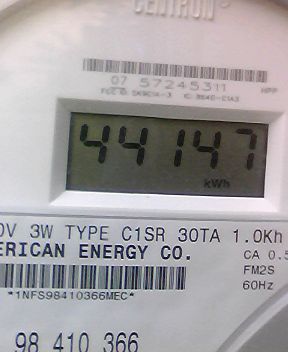 CENTRON
07 57245311
HPP
44147
kWh
3W TYPE C1SR 30TA 1.0Kh
ERICAN ENERGY CO.
CA 0.5
*1NFS98410366MEC*
FM2S
60Hz
98 410 366